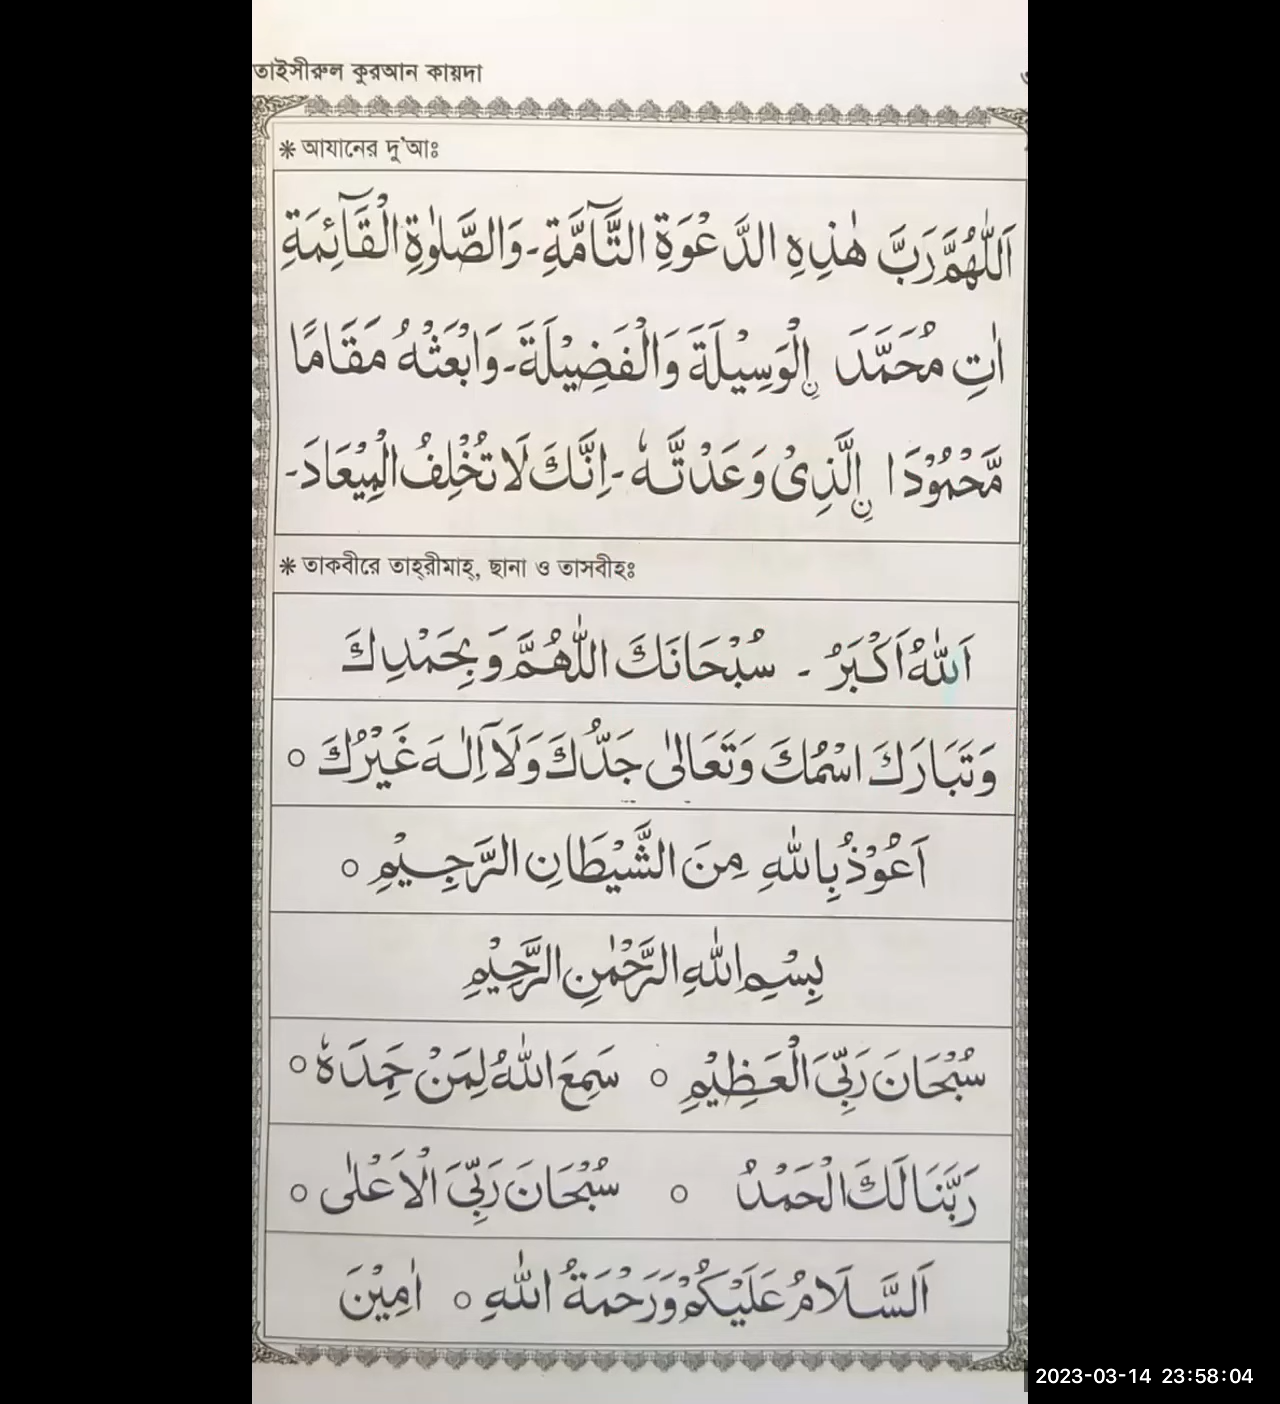 তাইসীরুল কুরআন কায়দা
❋ আযানের দু'আঃ
اَللّٰهُمَّ رَبَّ هٰذِهِ الدَّعْوَةِ التَّآمَّةِ۔ وَالصَّلٰوةِ الْقَآئِمَةِ
اٰتِ مُحَمَّدَ نِ الْوَسِيْلَةَ وَالْفَضِيْلَةَ۔ وَابْعَثْهُ مَقَامًا
مَّحْمُوْدَا نِ الَّذِىْ وَعَدْتَّهٗ۔ اِنَّكَ لَا تُخْلِفُ الْمِيْعَادَ۔
❋ তাকবীরে তাহ্‌রীমাহ্‌, ছানা ও তাসবীহঃ
اَللّٰهُ اَكْبَرُ ۔ سُبْحَانَكَ اللّٰهُمَّ وَبِحَمْدِكَ
وَتَبَارَكَ اسْمُكَ وَتَعَالٰى جَدُّكَ وَلَآ اِلٰهَ غَيْرُكَ ○
اَعُوْذُ بِاللّٰهِ مِنَ الشَّيْطَانِ الرَّجِيْمِ ○
بِسْمِ اللّٰهِ الرَّحْمٰنِ الرَّحِيْمِ
سُبْحَانَ رَبِّىَ الْعَظِيْمِ ○ سَمِعَ اللّٰهُ لِمَنْ حَمِدَهٗ ○
رَبَّنَا لَكَ الْحَمْدُ ○ سُبْحَانَ رَبِّىَ الْاَعْلٰى ○
اَلسَّلَامُ عَلَيْكُمْ وَرَحْمَةُ اللّٰهِ ○ اٰمِيْنَ
2023-03-14 23:58:04